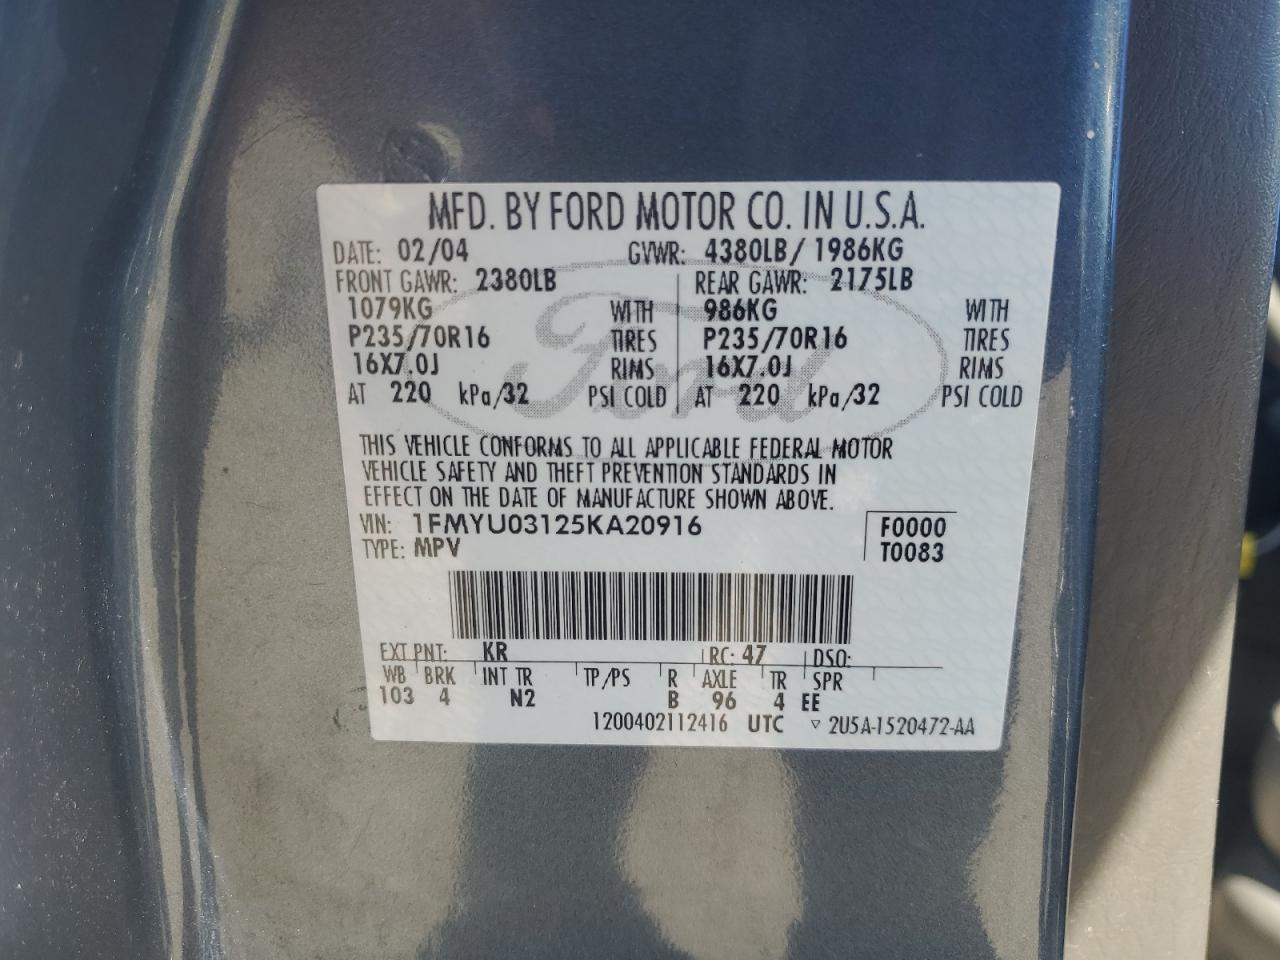 MFD. BY FORD MOTOR CO. IN U.S.A.
DATE: 02/04 GVWR: 4380LB/ 1986KG
FRONT GAWR: 2380LB REAR GAWR: 2175LB
1079KG WITH 986KG WITH
P235/70R16 TIRES P235/70R16 TIRES
16X7.0J RIMS 16X7.0J RIMS
AT 220 kPa/32 PSI COLD AT 220 kPa/32 PSI COLD
Ford
THIS VEHICLE CONFORMS TO ALL APPLICABLE FEDERAL MOTOR
VEHICLE SAFETY AND THEFT PREVENTION STANDARDS IN
EFFECT ON THE DATE OF MANUFACTURE SHOWN ABOVE.
VIN: 1FMYU03125KA20916 F0000
TYPE: MPV T0083
EXT PNT: KR RC: 47 DSO:
WB BRK INT TR TP/PS R AXLE TR SPR
103 4 N2 B 96 4 EE
1200402112416 UTC ▽ 2U5A-1520472-AA